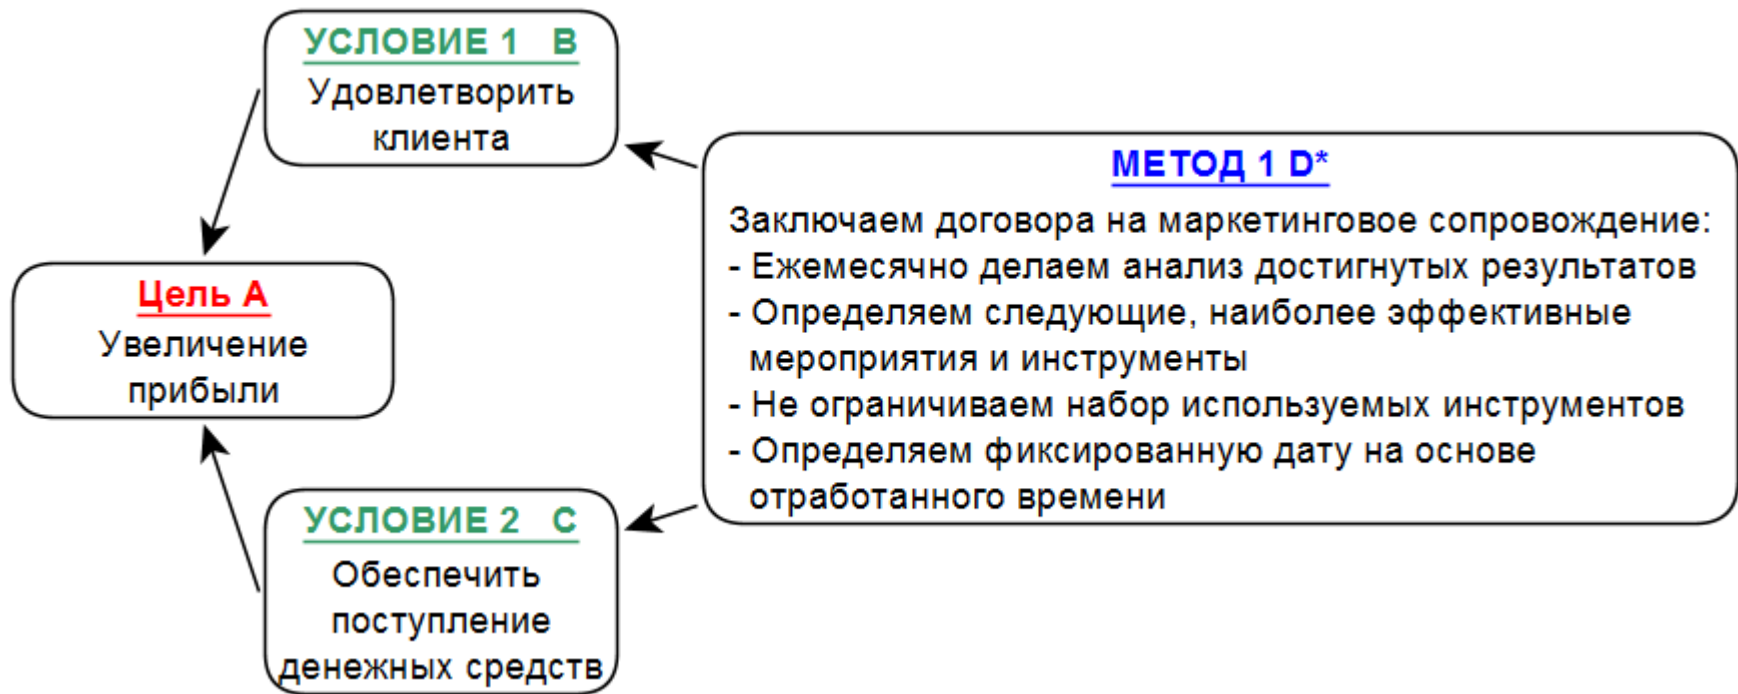 УСЛОВИЕ 1 B
Удовлетворить
клиента
МЕТОД 1 D*
Заключаем договора на маркетинговое сопровождение:
- Ежемесячно делаем анализ достигнутых результатов
- Определяем следующие, наиболее эффективные
мероприятия и инструменты
- Не ограничиваем набор используемых инструментов
- Определяем фиксированную дату на основе
отработанного времени
Цель А
Увеличение
прибыли
УСЛОВИЕ 2 C
Обеспечить
поступление
денежных средств